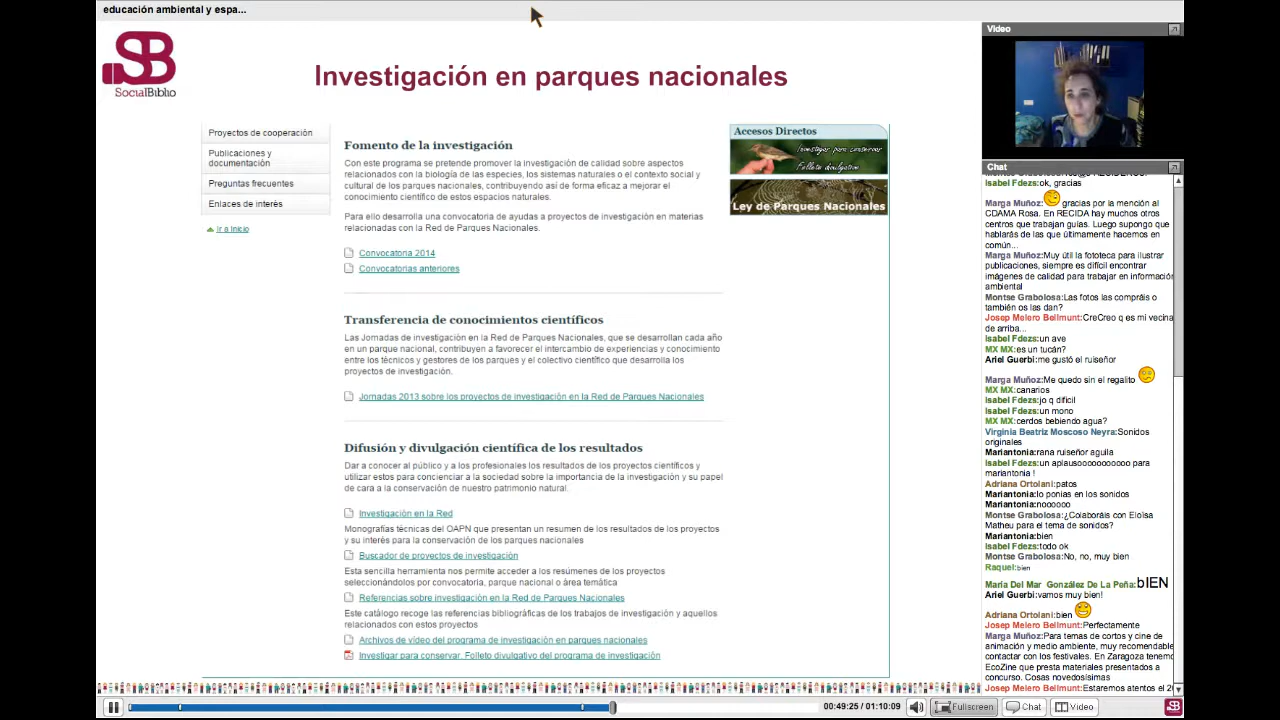 educación ambiental y espa...
SB
SocialBiblio
Investigación en parques nacionales
Proyectos de cooperación
Publicaciones y
documentación
Preguntas frecuentes
Enlaces de interés
Ir a Inicio
Fomento de la investigación
Con este programa se pretende promover la investigación de calidad sobre aspectos
relacionados con la biología de las especies, los sistemas naturales o el contexto social y
cultural de los parques nacionales, contribuyendo así de forma eficaz a mejorar el
conocimiento científico de estos espacios naturales.
Para ello desarrolla una convocatoria de ayudas a proyectos de investigación en materias
relacionadas con la Red de Parques Nacionales.
Convocatoria 2014
Convocatorias anteriores
Transferencia de conocimientos científicos
Las Jornadas de investigación en la Red de Parques Nacionales, que se desarrollan cada año
en un parque nacional, contribuyen a favorecer el intercambio de experiencias y conocimiento
entre los técnicos y gestores de los parques y el colectivo científico que desarrolla los
proyectos de investigación.
Jornadas 2013 sobre los proyectos de investigación en la Red de Parques Nacionales
Difusión y divulgación científica de los resultados
Dar a conocer al público y a los profesionales los resultados de los proyectos científicos y
utilizar estos para concienciar a la sociedad sobre la importancia de la investigación y su papel
de cara a la conservación de nuestro patrimonio natural.
Investigación en la Red
Monografías técnicas del OAPN que presentan un resumen de los resultados de los proyectos
y su interés para la conservación de los parques nacionales
Buscador de proyectos de investigación
Esta sencilla herramienta nos permite acceder a los resúmenes de los proyectos
seleccionándolos por convocatoria, parque nacional o área temática
Referencias sobre investigación en la Red de Parques Nacionales
Este catálogo recoge las referencias bibliográficas de los trabajos de investigación y aquellos
relacionados con estos proyectos
Archivos de vídeo del programa de investigación en parques nacionales
Investigar para conservar. Folleto divulgativo del programa de investigación
Accesos Directos
Investigar para conservar
Folleto divulgativo
Ley de Parques Nacionales
Video
Chat
Isabel Fdezs:ok, gracias
Marga Muñoz: gracias por la mención al
CDAMA Rosa. En RECIDA hay muchos otros
centros que trabajan guías. Luego supongo que
hablarás de las que últimamente hacemos en
común...
Marga Muñoz:Muy útil la fototeca para ilustrar
publicaciones, siempre es difícil encontrar
imágenes de calidad para trabajar en información
ambiental
Montse Grabolosa:Las fotos las compráis o
también os las dan?
Josep Melero Bellmunt:CreCreo q es mi vecina
de arriba...
Isabel Fdezs:un ave
MX MX:es un tucán?
Ariel Guerbi:me gustó el ruiseñor
Marga Muñoz:Me quedo sin el regalito
MX MX:canarios
Isabel Fdezs:jo q dificil
Isabel Fdezs:un mono
MX MX:cerdos bebiendo agua?
Virginia Beatriz Moscoso Neyra:Sonidos
originales
Mariantonia:rana ruiseñor aguila
Isabel Fdezs:un aplausoooooooooo para
mariantonia !
Adriana Ortolani:patos
Mariantonia:lo ponias en los sonidos
Mariantonia:noooooo
Montse Grabolosa:¿Colaboráis con Eloïsa
Matheu para el tema de sonidos?
Mariantonia:bien
Isabel Fdezs:todo ok
Montse Grabolosa:No, no, muy bien
Raquel:bien
María Del Mar González De La Peña:bIEN
Ariel Guerbi:vamos muy bien!
Adriana Ortolani:bien
Josep Melero Bellmunt:Perfectamente
Marga Muñoz:Para temas de cortos y cine de
animación y medio ambiente, muy recomendable
contactar con los festivales. En Zaragoza tenemo
EcoZine que presta materiales presentados a
concurso. Cosas novedosísimas
Josep Melero Bellmunt:Estaremos atentos el 2
00:49:25 / 01:10:09
Fullscreen
Chat
Video
SB